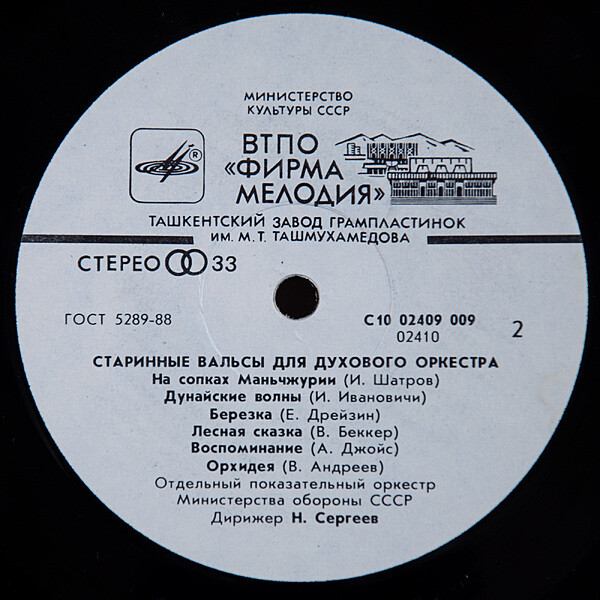 МИНИСТЕРСТВО
КУЛЬТУРЫ СССР
®
ВТПО
«ФИРМА
МЕЛОДИЯ»
ТАШКЕНТСКИЙ ЗАВОД ГРАМПЛАСТИНОК
ИМ. М. Т. ТАШМУХАМЕДОВА
СТЕРЕО 33
ГОСТ 5289-88
С10 02409 009
02410
2
СТАРИННЫЕ ВАЛЬСЫ ДЛЯ ДУХОВОГО ОРКЕСТРА
На сопках Маньчжурии (И. Шатров)
Дунайские волны (И. Ивановичи)
Березка (Е. Дрейзин)
Лесная сказка (В. Беккер)
Воспоминание (А. Джойс)
Орхидея (В. Андреев)
Отдельный показательный оркестр
Министерства обороны СССР
Дирижер Н. Сергеев